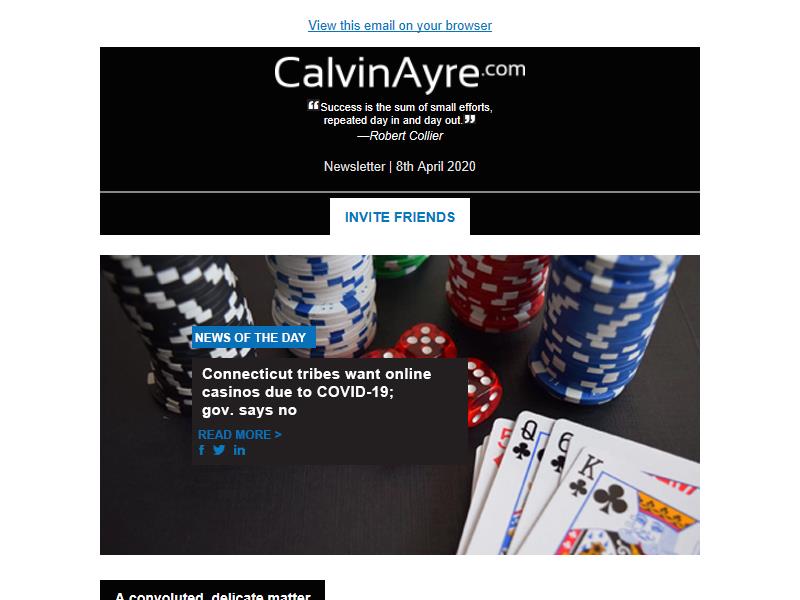 View this email on your browser
CalvinAyre.com
❝Success is the sum of small efforts,
repeated day in and day out.❞
—Robert Collier
Newsletter | 8th April 2020
INVITE FRIENDS
NEWS OF THE DAY
Connecticut tribes want online
casinos due to COVID-19;
gov. says no
READ MORE >
f in
5 Q 6 K
A convoluted, delicate matter